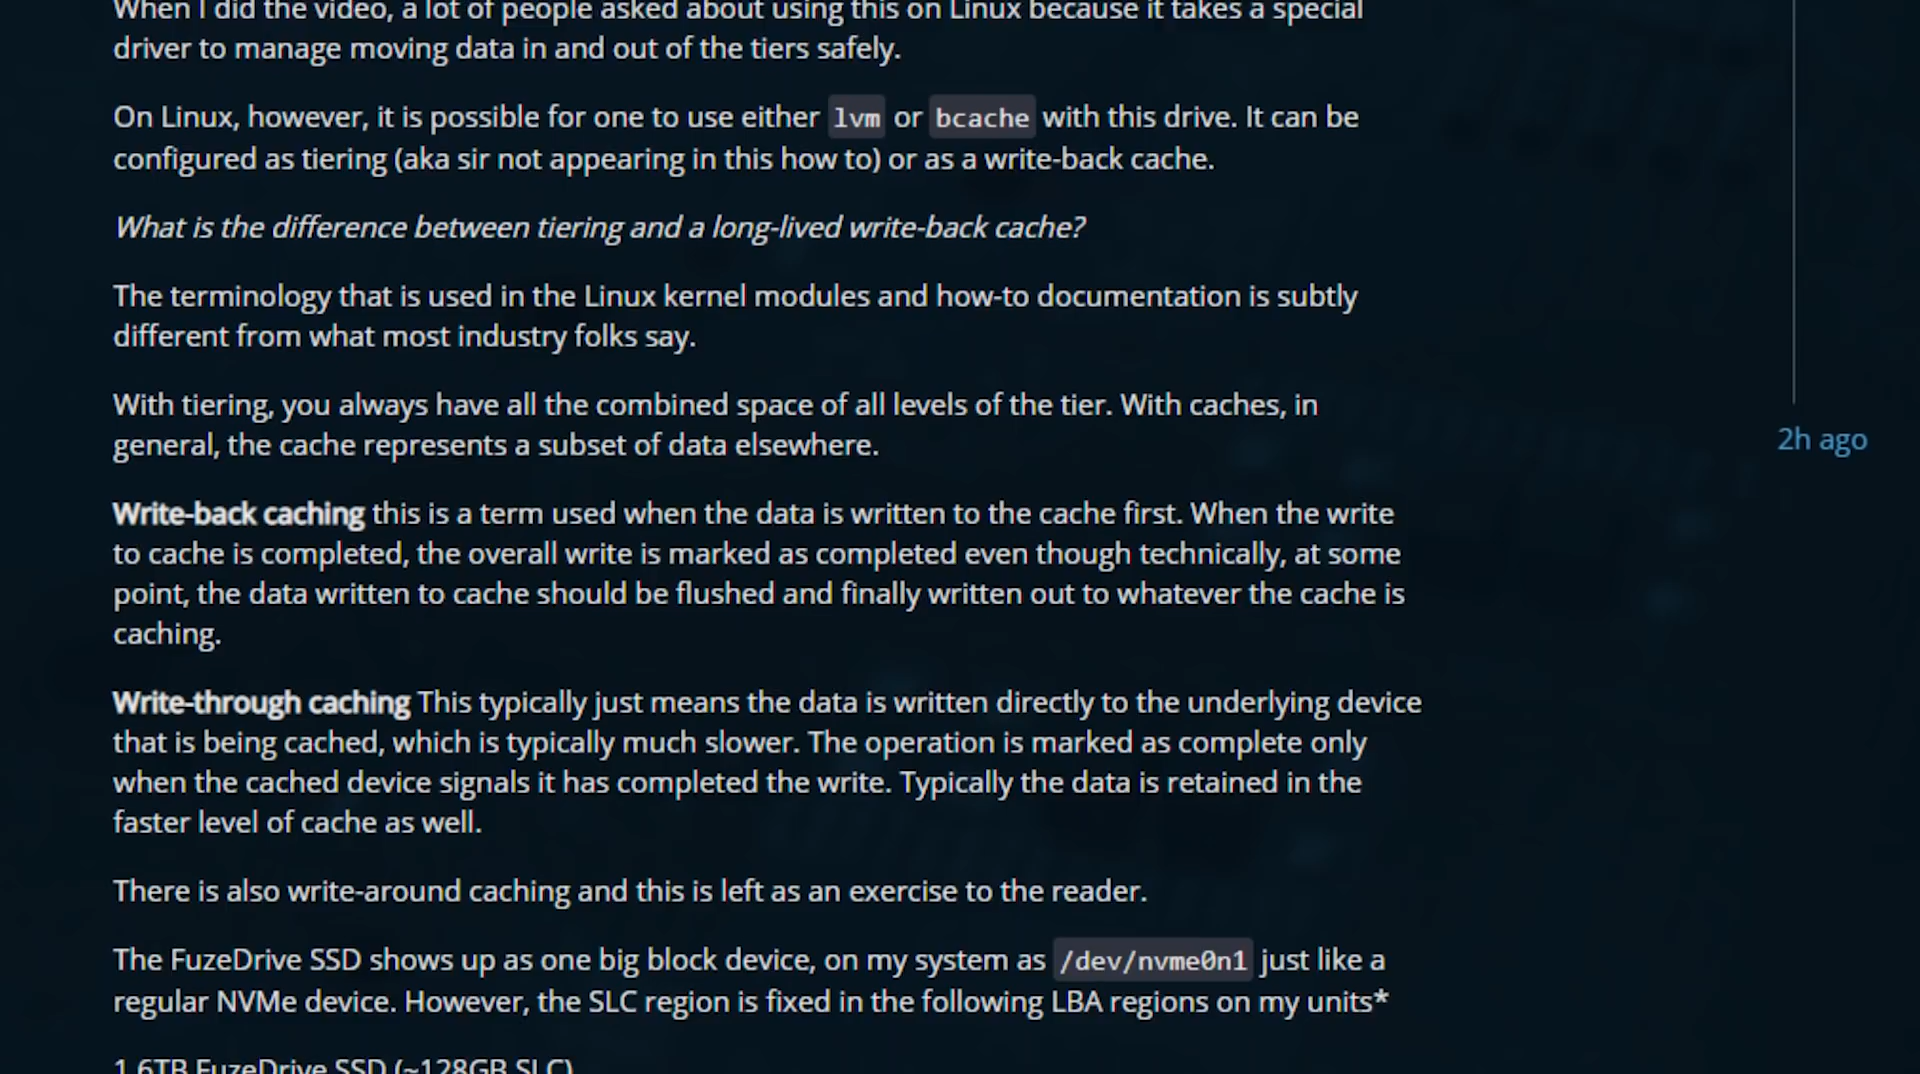 When I did the video, a lot of people asked about using this on Linux because it takes a special
driver to manage moving data in and out of the tiers safely.
On Linux, however, it is possible for one to use either lvm or bcache with this drive. It can be
configured as tiering (aka sir not appearing in this how to) or as a write-back cache.
What is the difference between tiering and a long-lived write-back cache?
The terminology that is used in the Linux kernel modules and how-to documentation is subtly
different from what most industry folks say.
With tiering, you always have all the combined space of all levels of the tier. With caches, in
general, the cache represents a subset of data elsewhere.
2h ago
Write-back caching this is a term used when the data is written to the cache first. When the write
to cache is completed, the overall write is marked as completed even though technically, at some
point, the data written to cache should be flushed and finally written out to whatever the cache is
caching.
Write-through caching This typically just means the data is written directly to the underlying device
that is being cached, which is typically much slower. The operation is marked as complete only
when the cached device signals it has completed the write. Typically the data is retained in the
faster level of cache as well.
There is also write-around caching and this is left as an exercise to the reader.
The FuzeDrive SSD shows up as one big block device, on my system as /dev/nvme0n1 just like a
regular NVMe device. However, the SLC region is fixed in the following LBA regions on my units*
1.6TB FuzeDrive SSD (~128GB SLC)